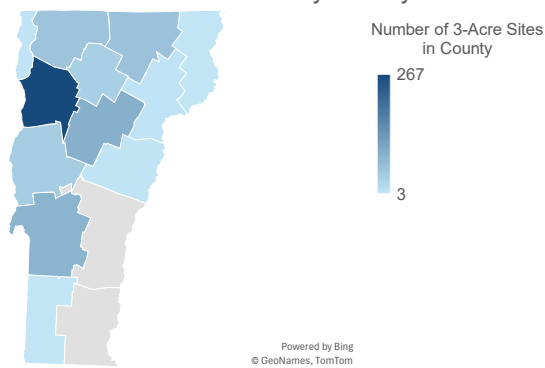 Number of 3-Acre Sites
in County
267
3
Powered by Bing
© GeoNames, TomTom